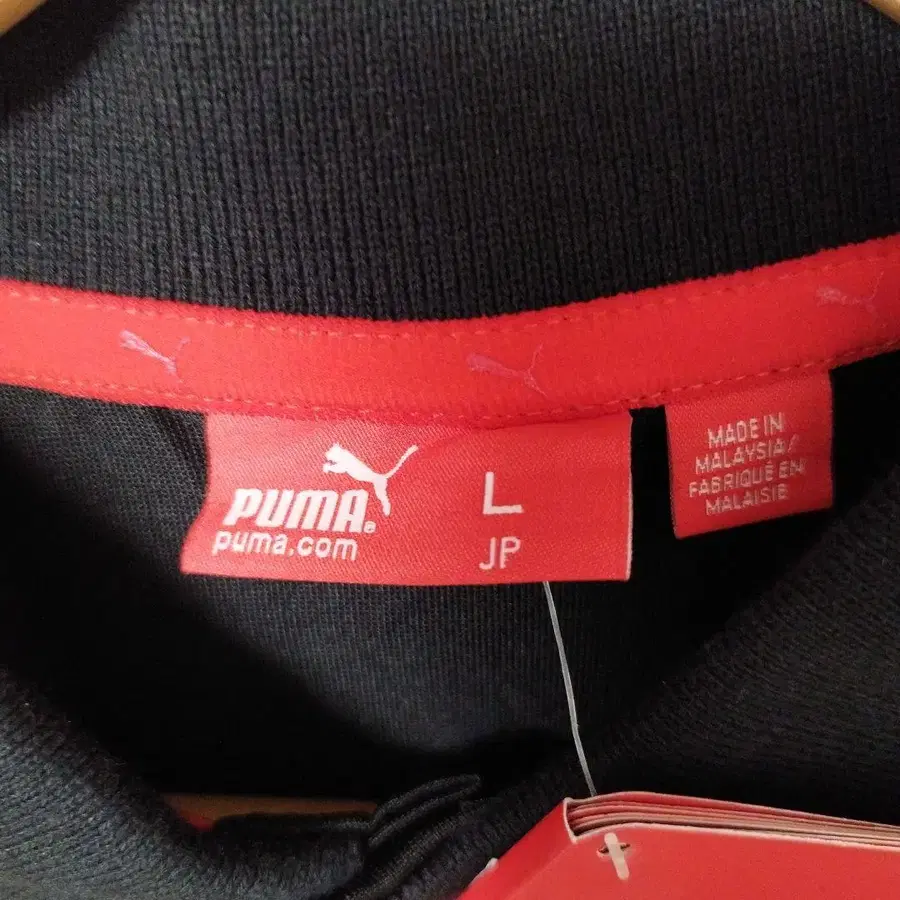 PUMA®
puma.com
L
JP
MADE IN
MALAYSIA/
FABRIQUÉ EN
MALAISIE